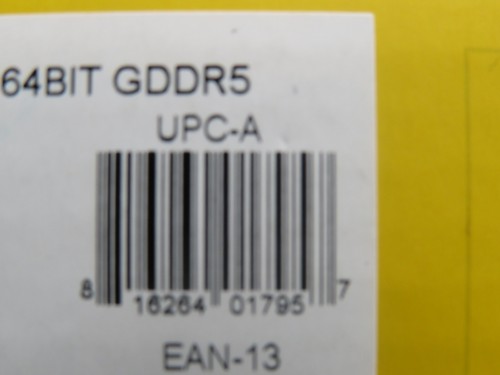 64BIT GDDR5
UPC-A
8 16264 01795 7
EAN-13